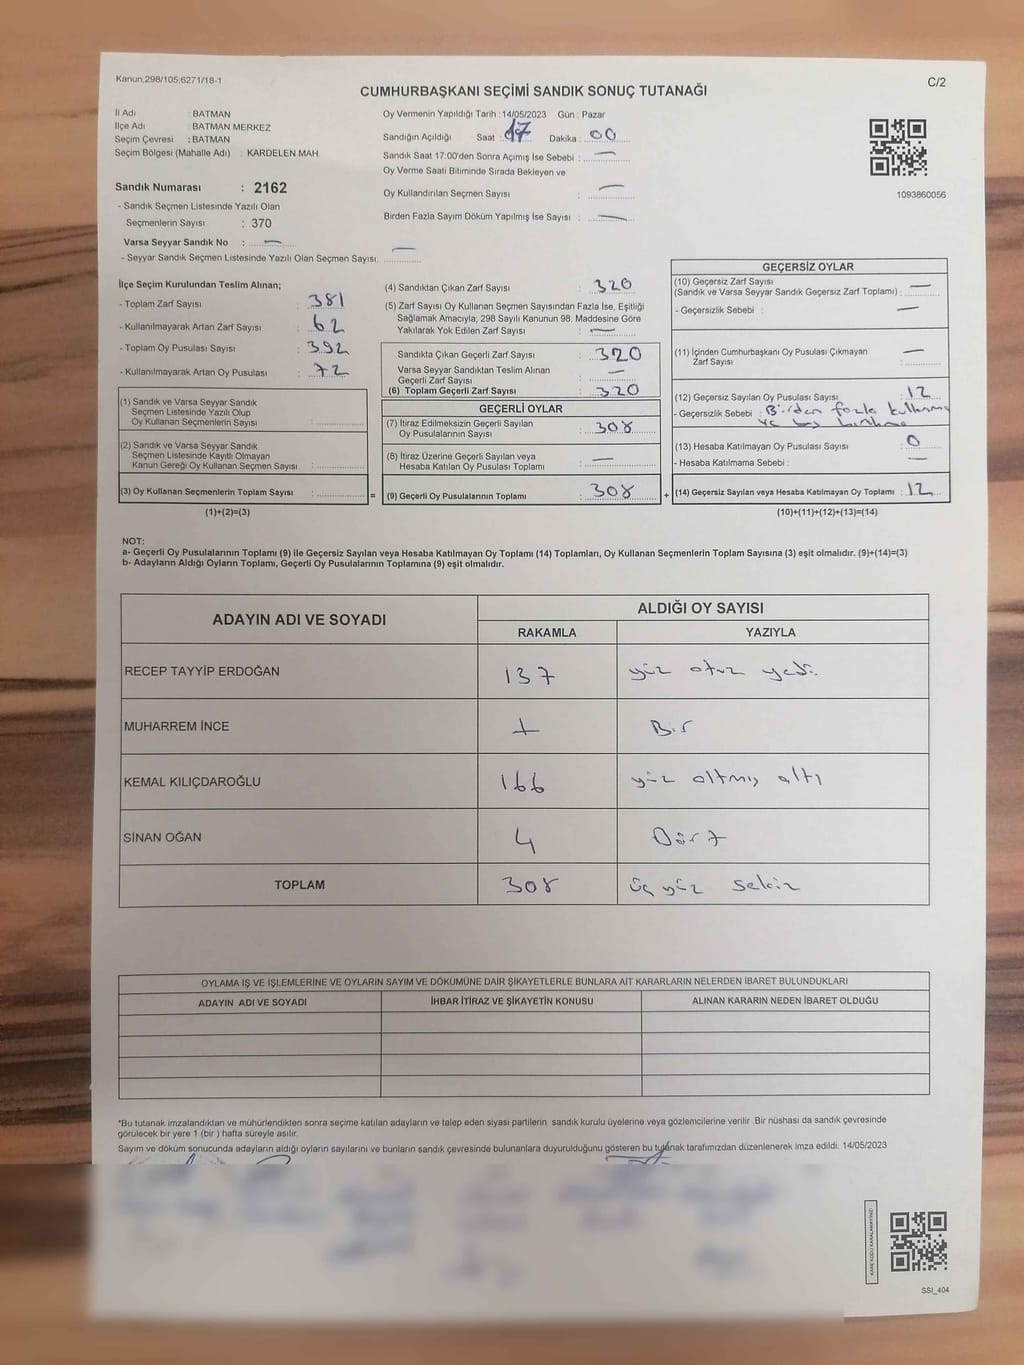 Kanun;298/105;6271/18-1
C/2
CUMHURBAŞKANI SEÇİMİ SANDIK SONUÇ TUTANAĞI
İl Adı : BATMAN
İlçe Adı : BATMAN MERKEZ
Seçim Çevresi : BATMAN
Seçim Bölgesi (Mahalle Adı) : KARDELEN MAH.
Sandık Numarası : 2162
- Sandık Seçmen Listesinde Yazılı Olan
Seçmenlerin Sayısı : 370
Varsa Seyyar Sandık No : —
- Seyyar Sandık Seçmen Listesinde Yazılı Olan Seçmen Sayısı: —
Oy Vermenin Yapıldığı Tarih : 14/05/2023 Gün : Pazar
Sandığın Açıldığı Saat : 17 Dakika : 00
Sandık Saat 17:00'den Sonra Açımış İse Sebebi : —
Oy Verme Saati Bitiminde Sırada Bekleyen ve
Oy Kullandırılan Seçmen Sayısı : —
Birden Fazla Sayım Döküm Yapılmış İse Sayısı : —
1093860056
İlçe Seçim Kurulundan Teslim Alınan;
- Toplam Zarf Sayısı : 381
- Kullanılmayarak Artan Zarf Sayısı : 62
- Toplam Oy Pusulası Sayısı : 392
- Kullanılmayarak Artan Oy Pusulası : 72
(1) Sandık ve Varsa Seyyar Sandık
Seçmen Listesinde Yazılı Olup
Oy Kullanan Seçmenlerin Sayısı :
(2) Sandık ve Varsa Seyyar Sandık
Seçmen Listesinde Kayıtlı Olmayan
Kanun Gereği Oy Kullanan Seçmen Sayısı :
(3) Oy Kullanan Seçmenlerin Toplam Sayısı :
(1)+(2)=(3)
(4) Sandıktan Çıkan Zarf Sayısı : 320
(5) Zarf Sayısı Oy Kullanan Seçmen Sayısından Fazla İse, Eşitliği
Sağlamak Amacıyla; 298 Sayılı Kanunun 98. Maddesine Göre
Yakılarak Yok Edilen Zarf Sayısı : —
Sandıkta Çıkan Geçerli Zarf Sayısı : 320
Varsa Seyyar Sandıktan Teslim Alınan
Geçerli Zarf Sayısı : —
(6) Toplam Geçerli Zarf Sayısı : 320
GEÇERLİ OYLAR
(7) İtiraz Edilmeksizin Geçerli Sayılan
Oy Pusulalarının Sayısı : 308
(8) İtiraz Üzerine Geçerli Sayılan veya
Hesaba Katılan Oy Pusulası Toplamı : —
= (9) Geçerli Oy Pusulalarının Toplamı : 308 +
GEÇERSİZ OYLAR
(10) Geçersiz Zarf Sayısı
(Sandık ve Varsa Seyyar Sandık Geçersiz Zarf Toplamı) : —
- Geçersizlik Sebebi : —
(11) İçinden Cumhurbaşkanı Oy Pusulası Çıkmayan
Zarf Sayısı : —
(12) Geçersiz Sayılan Oy Pusulası Sayısı : 12
- Geçersizlik Sebebi : Birden fazla kullanma
ve boş bırakma
(13) Hesaba Katılmayan Oy Pusulası Sayısı : 0
- Hesaba Katılmama Sebebi : —
(14) Geçersiz Sayılan veya Hesaba Katılmayan Oy Toplamı : 12
(10)+(11)+(12)+(13)=(14)
NOT:
a- Geçerli Oy Pusulalarının Toplamı (9) ile Geçersiz Sayılan veya Hesaba Katılmayan Oy Toplamı (14) Toplamları, Oy Kullanan Seçmenlerin Toplam Sayısına (3) eşit olmalıdır. (9)+(14)=(3)
b- Adayların Aldığı Oyların Toplamı, Geçerli Oy Pusulalarının Toplamına (9) eşit olmalıdır.
ADAYIN ADI VE SOYADI
ALDIĞI OY SAYISI
RAKAMLA YAZIYLA
RECEP TAYYİP ERDOĞAN 137 yüz otuz yedi
MUHARREM İNCE 1 Bir
KEMAL KILIÇDAROĞLU 166 yüz altmış altı
SİNAN OĞAN 4 Dört
TOPLAM 308 üç yüz sekiz
OYLAMA İŞ VE İŞLEMLERİNE VE OYLARIN SAYIM VE DÖKÜMÜNE DAİR ŞİKAYETLERLE BUNLARA AİT KARARLARIN NELERDEN İBARET BULUNDUKLARI
ADAYIN ADI VE SOYADI İHBAR İTİRAZ VE ŞİKAYETİN KONUSU ALINAN KARARIN NEDEN İBARET OLDUĞU
*Bu tutanak imzalandıktan ve mühürlendikten sonra seçime katılan adayların ve talep eden siyasi partilerin sandık kurulu üyelerine veya gözlemcilerine verilir .Bir nüshası da sandık çevresinde
görülecek bir yere 1 (bir ) hafta süreyle asılır.
Sayım ve döküm sonucunda adayların aldığı oyların sayılarını ve bunların sandık çevresinde bulunanlara duyurulduğunu gösteren bu tutanak tarafımızdan düzenlenerek imza edildi. 14/05/2023
KARE KODU KARALAMAYINIZ!
SSI_404